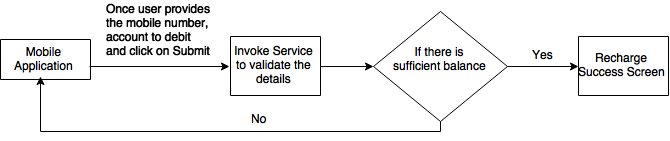 Once user provides
the mobile number,
account to debit
and click on Submit
Mobile
Application
Invoke Service
to validate the
details
If there is
sufficient balance
Yes
Recharge
Success Screen
No